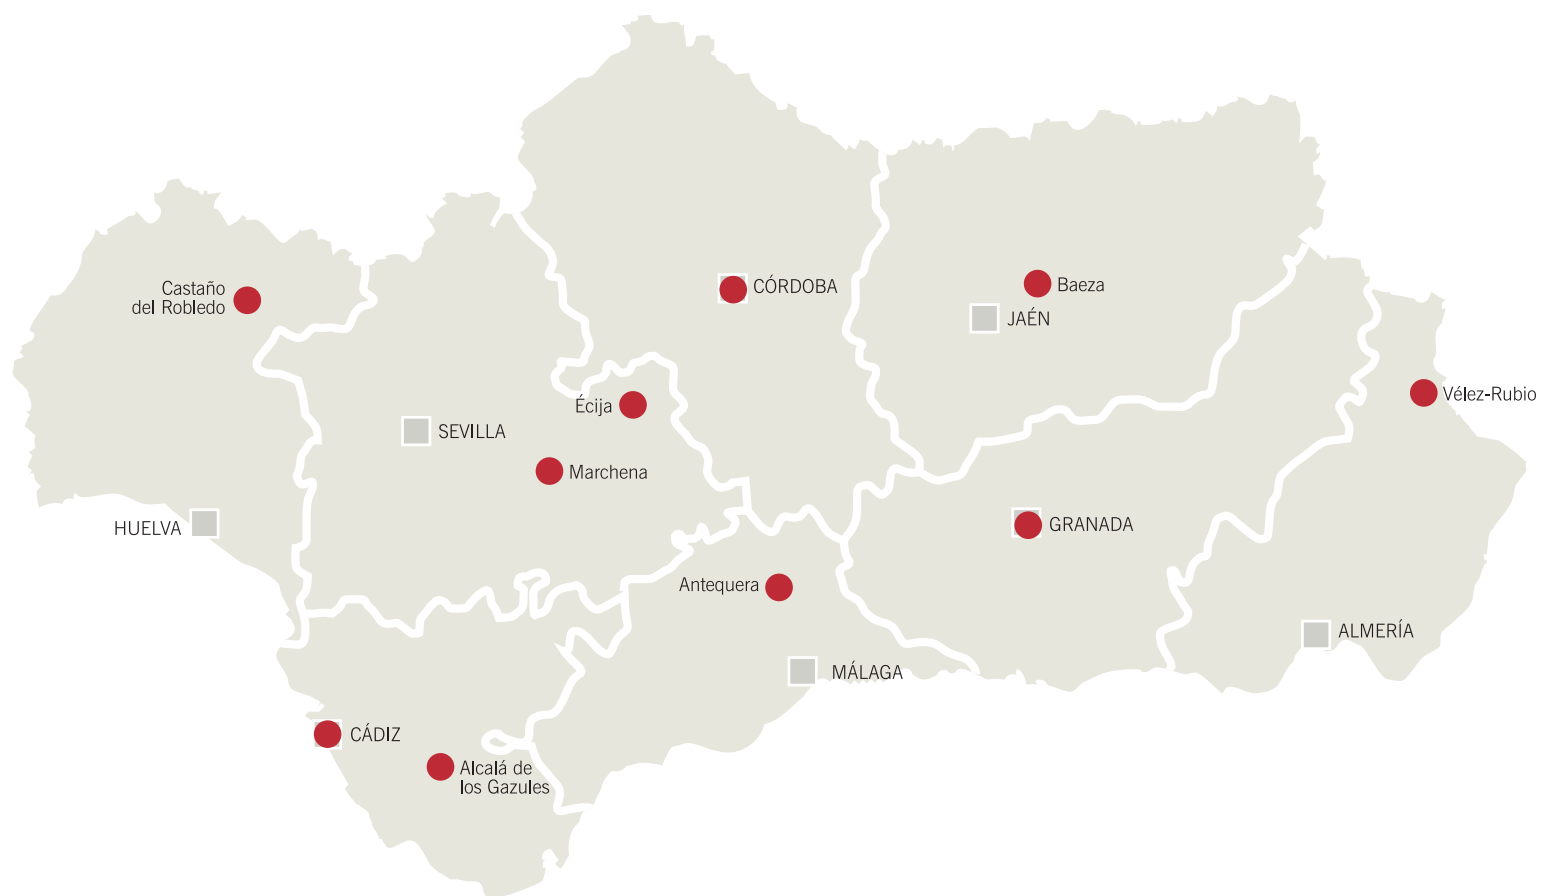 Castaño
del Robledo
CÓRDOBA
Baeza
JAÉN
Vélez-Rubio
Écija
SEVILLA
Marchena
HUELVA
GRANADA
Antequera
ALMERÍA
MÁLAGA
CÁDIZ
Alcalá de
los Gazules